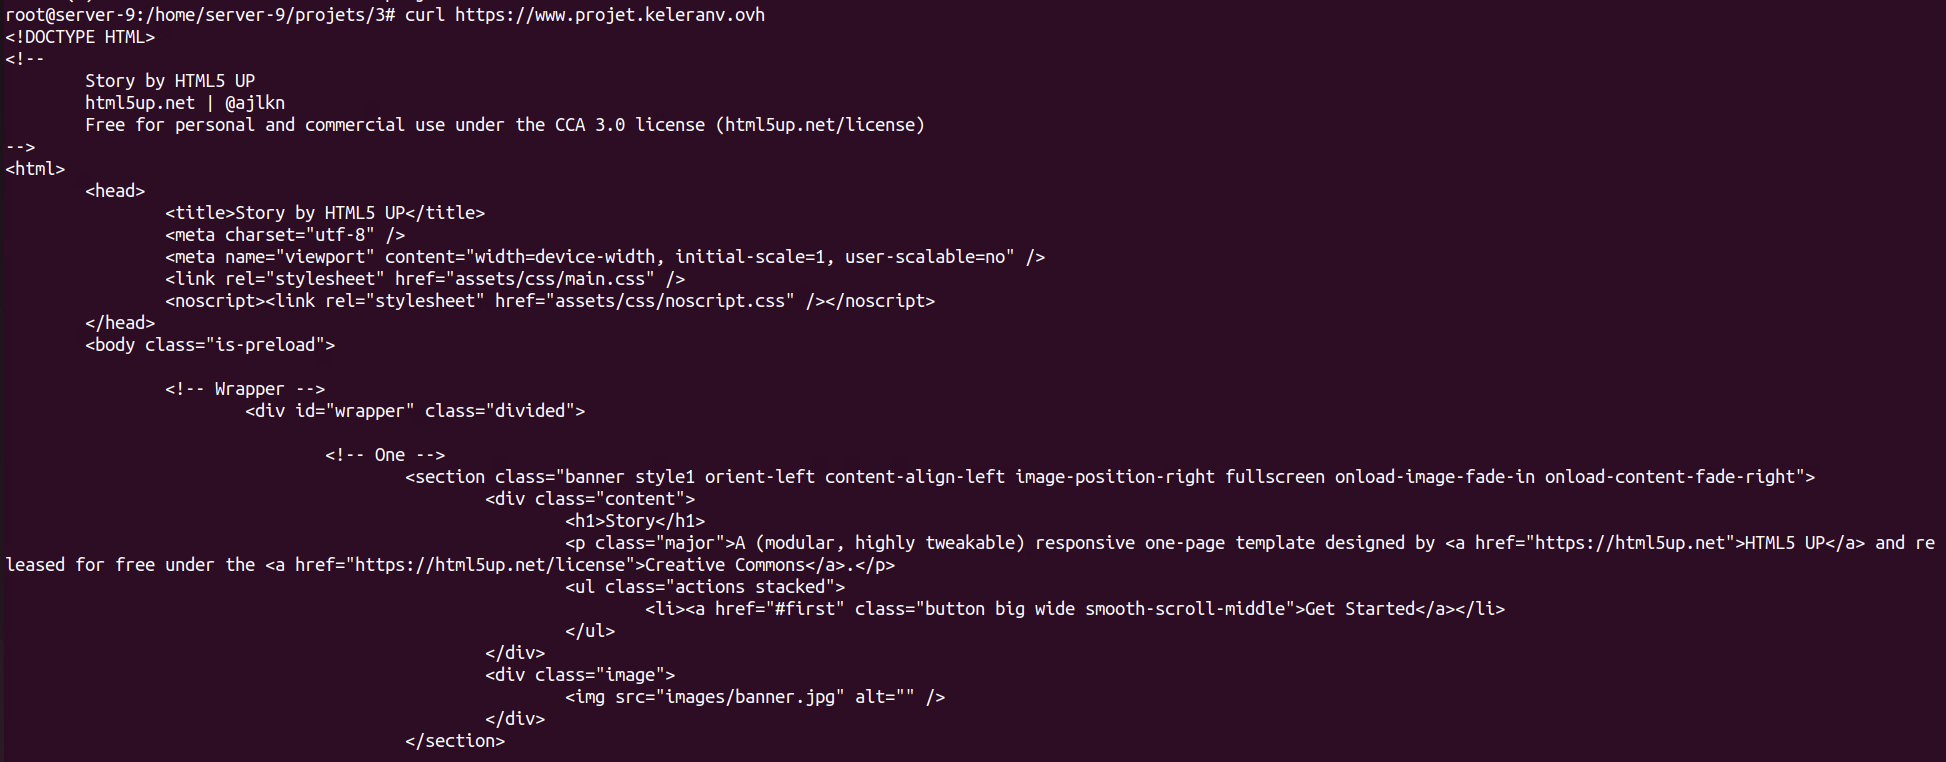 root@server-9:/home/server-9/projets/3# curl https://www.projet.keleranv.ovh
<!DOCTYPE HTML>
<!--
        Story by HTML5 UP
        html5up.net | @ajlkn
        Free for personal and commercial use under the CCA 3.0 license (html5up.net/license)
-->
<html>
        <head>
                <title>Story by HTML5 UP</title>
                <meta charset="utf-8" />
                <meta name="viewport" content="width=device-width, initial-scale=1, user-scalable=no" />
                <link rel="stylesheet" href="assets/css/main.css" />
                <noscript><link rel="stylesheet" href="assets/css/noscript.css" /></noscript>
        </head>
        <body class="is-preload">

                <!-- Wrapper -->
                        <div id="wrapper" class="divided">

                                <!-- One -->
                                        <section class="banner style1 orient-left content-align-left image-position-right fullscreen onload-image-fade-in onload-content-fade-right">
                                                <div class="content">
                                                        <h1>Story</h1>
                                                        <p class="major">A (modular, highly tweakable) responsive one-page template designed by <a href="https://html5up.net">HTML5 UP</a> and re
leased for free under the <a href="https://html5up.net/license">Creative Commons</a>.</p>
                                                        <ul class="actions stacked">
                                                                <li><a href="#first" class="button big wide smooth-scroll-middle">Get Started</a></li>
                                                        </ul>
                                                </div>
                                                <div class="image">
                                                        <img src="images/banner.jpg" alt="" />
                                                </div>
                                        </section>